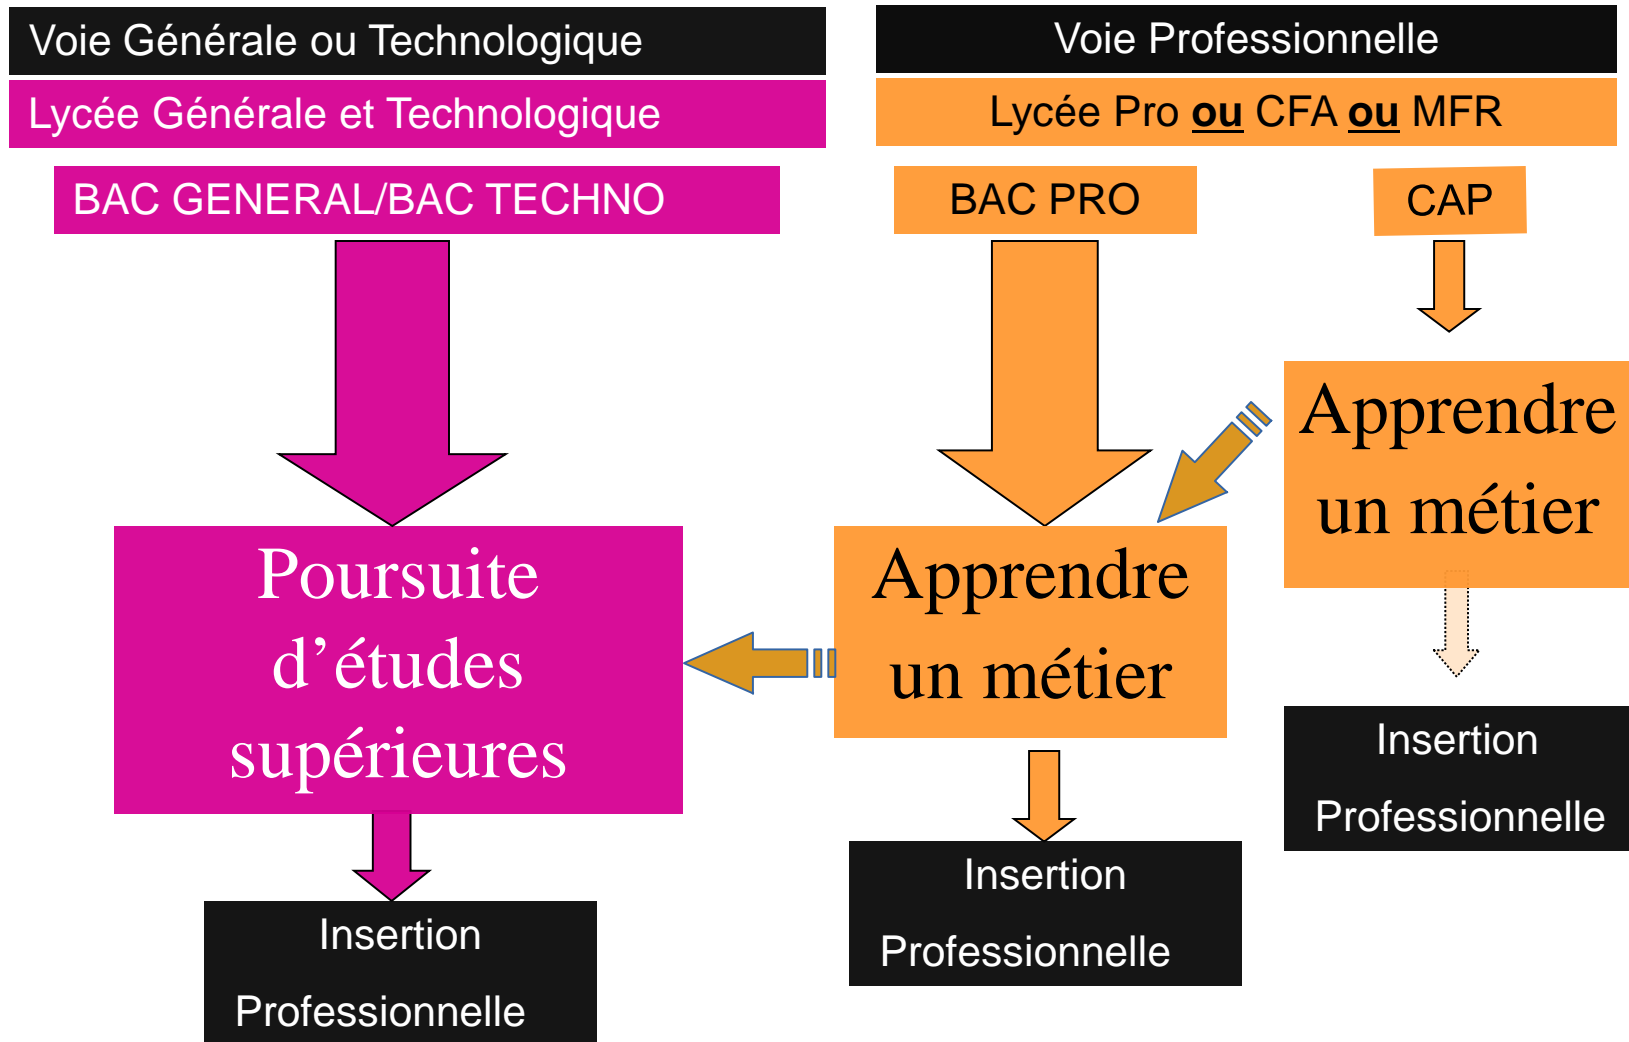 Voie Générale ou Technologique
Lycée Générale et Technologique
BAC GENERAL/BAC TECHNO
Poursuite
d’études
supérieures
Insertion
Professionnelle
Voie Professionnelle
Lycée Pro ou CFA ou MFR
BAC PRO
Apprendre
un métier
Insertion
Professionnelle
CAP
Apprendre
un métier
Insertion
Professionnelle